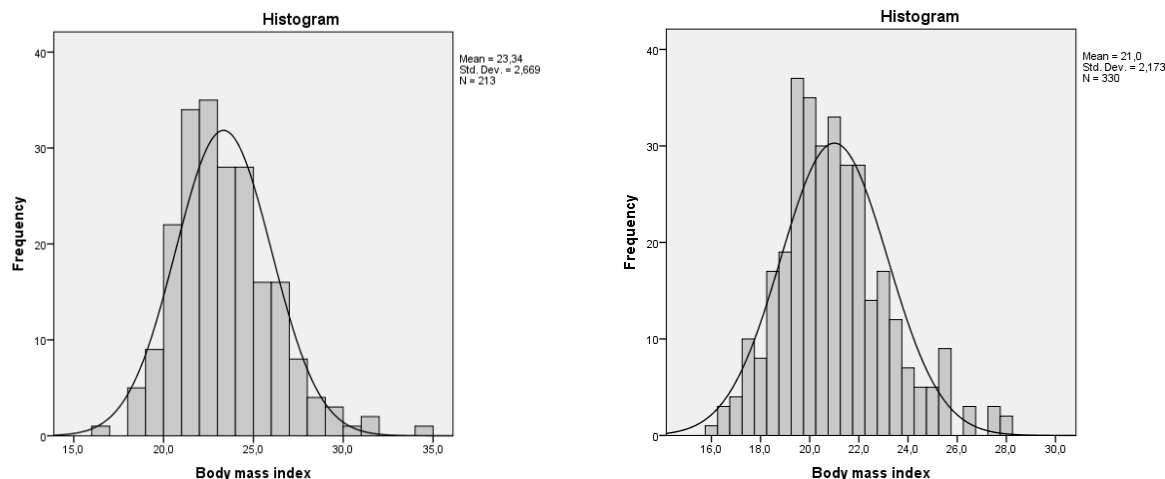 Histogram
Mean = 23,34
Std. Dev. = 2,669
N = 213
Frequency
40
30
20
10
0
15,0 20,0 25,0 30,0 35,0
Body mass index
Histogram
Mean = 21,0
Std. Dev. = 2,173
N = 330
Frequency
40
30
20
10
0
16,0 18,0 20,0 22,0 24,0 26,0 28,0 30,0
Body mass index